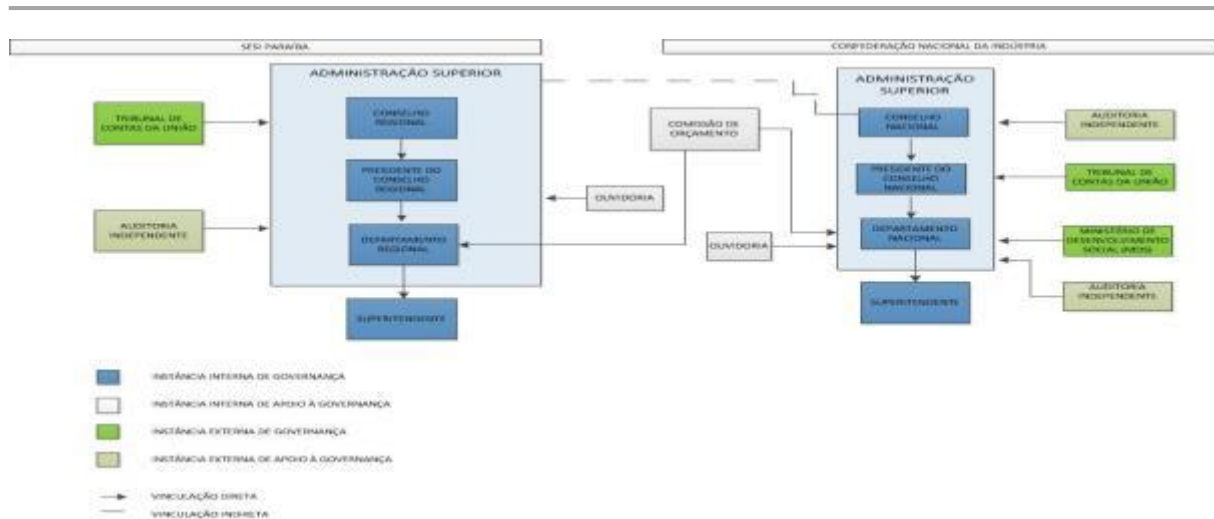 SESI PARAÍBA
CONFEDERAÇÃO NACIONAL DA INDÚSTRIA
ADMINISTRAÇÃO SUPERIOR
TRIBUNAL DE
CONTAS DA UNIÃO
CONSELHO
REGIONAL
PRESIDENTE DO
CONSELHO
REGIONAL
AUDITORIA
INDEPENDENTE
DEPARTAMENTO
REGIONAL
SUPERITENDENTE
COMISSÃO DE
ORÇAMENTO
OUVIDORIA
OUVIDORIA
ADMINISTRAÇÃO
SUPERIOR
CONSELHO
NACIONAL
PRESIDENTE DO
CONSELHO
NACIONAL
DEPARTAMENTO
NACIONAL
SUPERITENDENTE
AUDITORIA
INDEPENDENTE
TRIBUNAL DE
CONTAS DA UNIÃO
MINISTÉRIO DE
DESENVOLVIMENTO
SOCIAL (MDS)
AUDITORIA
INDEPENDENTE
INSTÂNCIA INTERNA DE GOVERNANÇA
INSTÂNCIA INTERNA DE APOIO À GOVERNANÇA
INSTÂNCIA EXTERNA DE GOVERNANÇA
INSTÂNCIA EXTERNA DE APOIO À GOVERNANÇA
VINCULAÇÃO DIRETA
VINCULAÇÃO INDIRETA